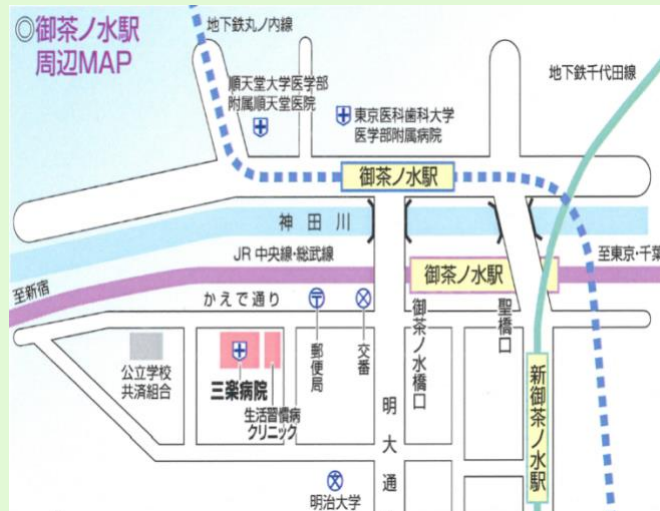 ◎御茶ノ水駅
周辺MAP
地下鉄丸ノ内線
地下鉄千代田線
順天堂大学医学部
附属順天堂医院
東京医科歯科大学
医学部附属病院
御茶ノ水駅
神田川
JR 中央線・総武線
御茶ノ水駅
至東京・千葉
至新宿
かえで通り
郵便局
交番
御茶ノ水橋口
聖橋口
公立学校
共済組合
三楽病院
生活習慣病
クリニック
新御茶ノ水駅
明大通
明治大学